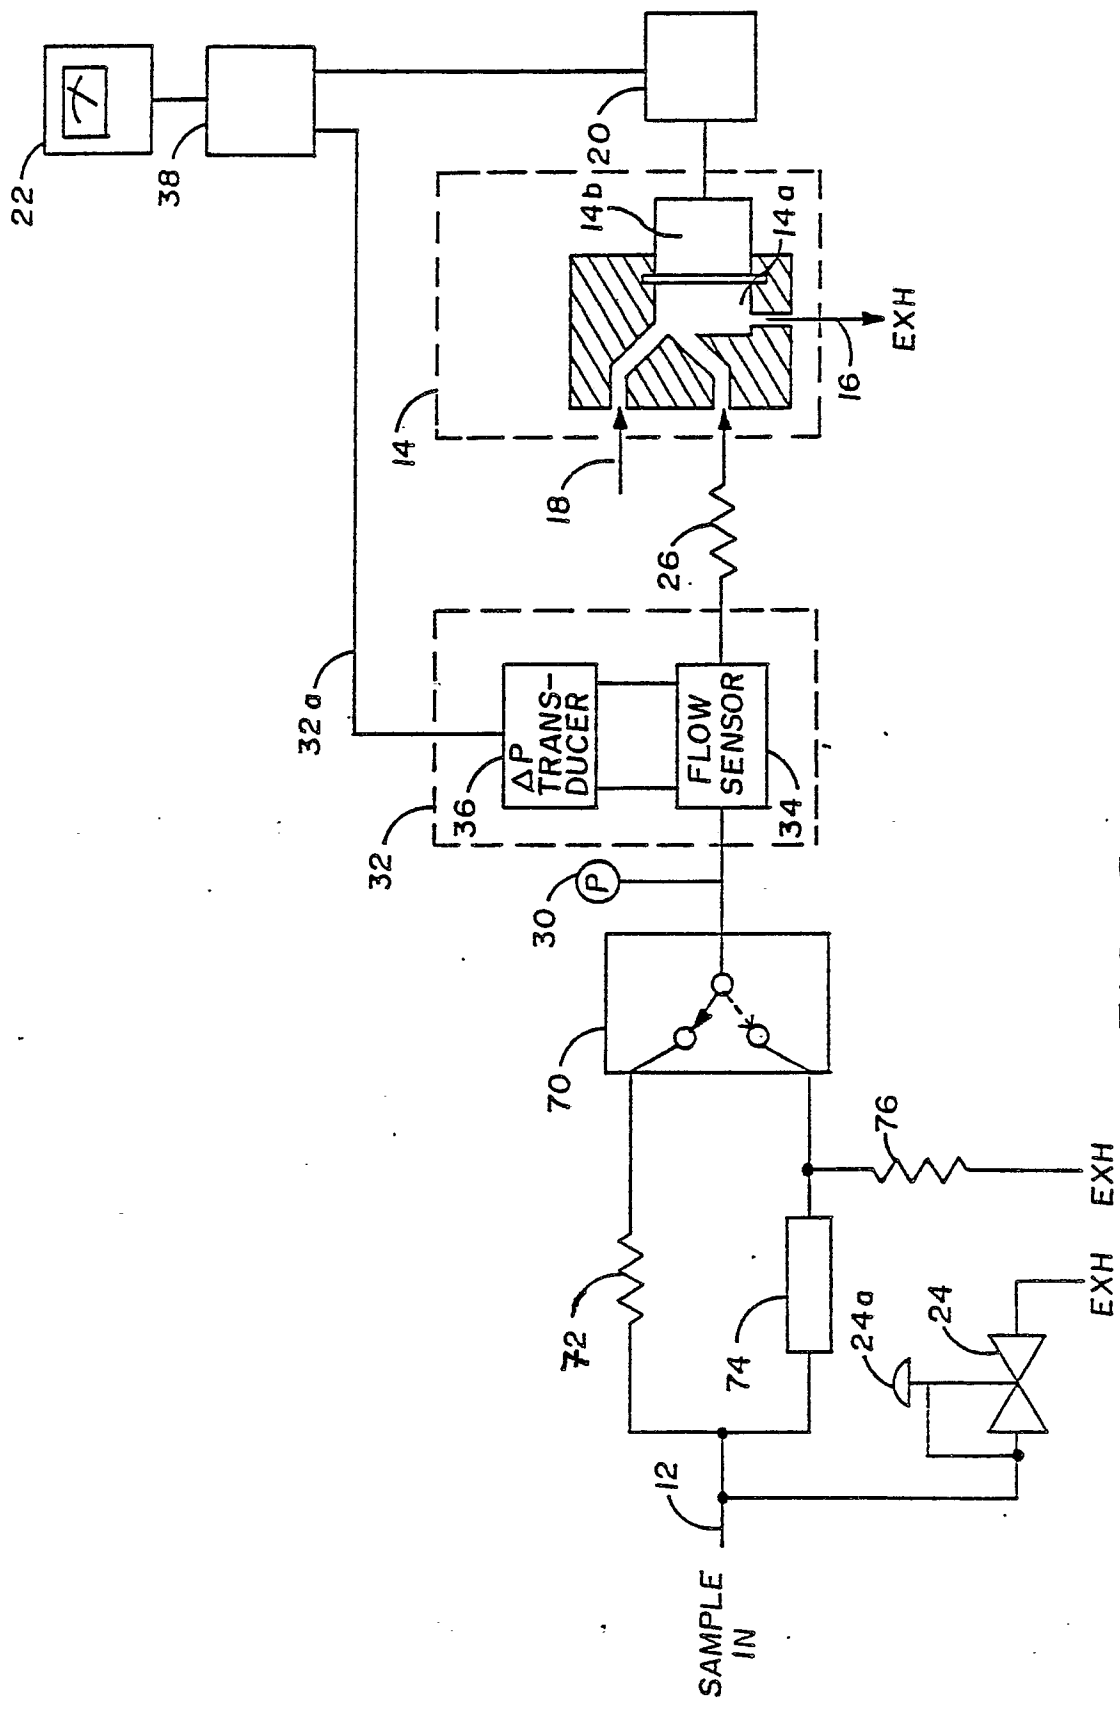 22
38
20
14b
14a
EXH
16
14
18
26
32a
ΔP
TRANS-
DUCER
36
FLOW
SENSOR
34
32
P
30
70
76
EXH
72
74
EXH
24a
24
12
SAMPLE
IN